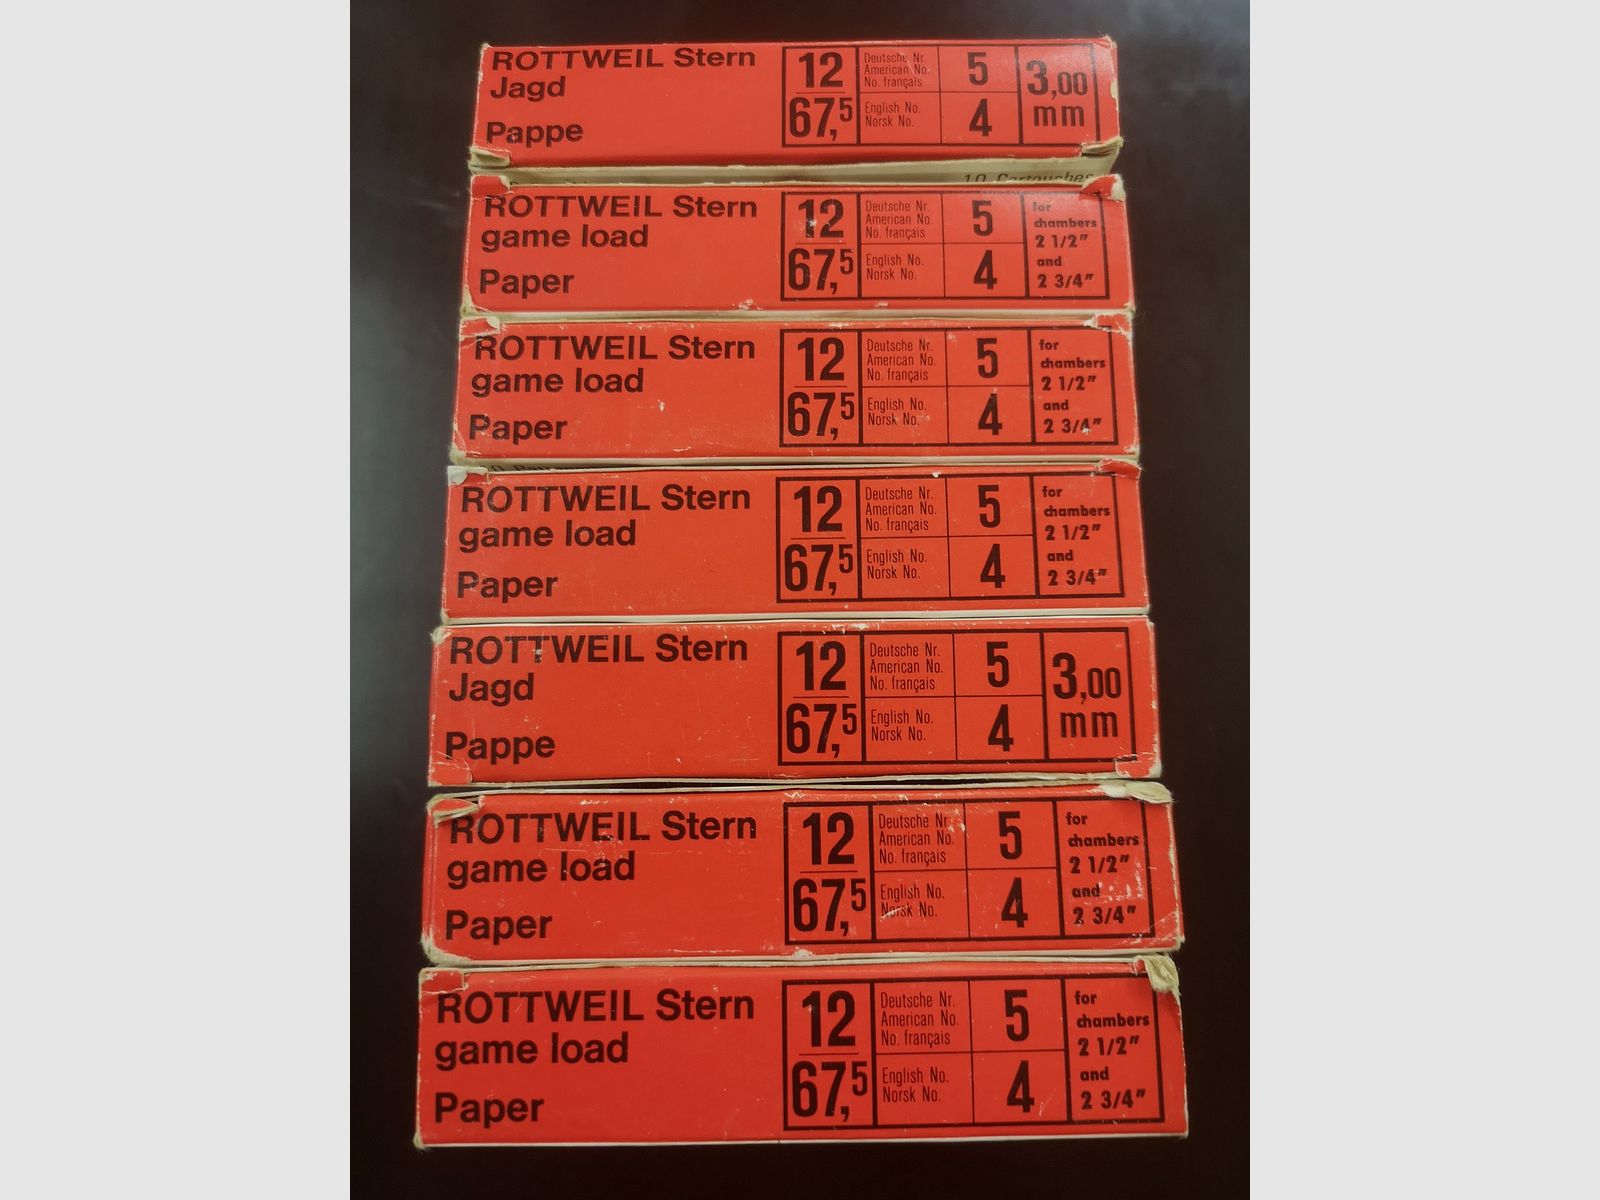 ROTTWEIL Stern
Jagd
Pappe
12
67,5
Deutsche Nr.
American No.
No. français
5
English No.
Norsk No.
4
3,00
mm
10 Cartouches
ROTTWEIL Stern
game load
Paper
12
67,5
Deutsche Nr.
American No.
No. français
5
English No.
Norsk No.
4
for
chambers
2 1/2"
and
2 3/4"
ROTTWEIL Stern
game load
Paper
12
67,5
Deutsche Nr.
American No.
No. français
5
English No.
Norsk No.
4
for
chambers
2 1/2"
and
2 3/4"
ROTTWEIL Stern
game load
Paper
12
67,5
Deutsche Nr.
American No.
No. français
5
English No.
Norsk No.
4
for
chambers
2 1/2"
and
2 3/4"
ROTTWEIL Stern
Jagd
Pappe
12
67,5
Deutsche Nr.
American No.
No. français
5
English No.
Norsk No.
4
3,00
mm
ROTTWEIL Stern
game load
Paper
12
67,5
Deutsche Nr.
American No.
No. français
5
English No.
Norsk No.
4
for
chambers
2 1/2"
and
2 3/4"
ROTTWEIL Stern
game load
Paper
12
67,5
Deutsche Nr.
American No.
No. français
5
English No.
Norsk No.
4
for
chambers
2 1/2"
and
2 3/4"